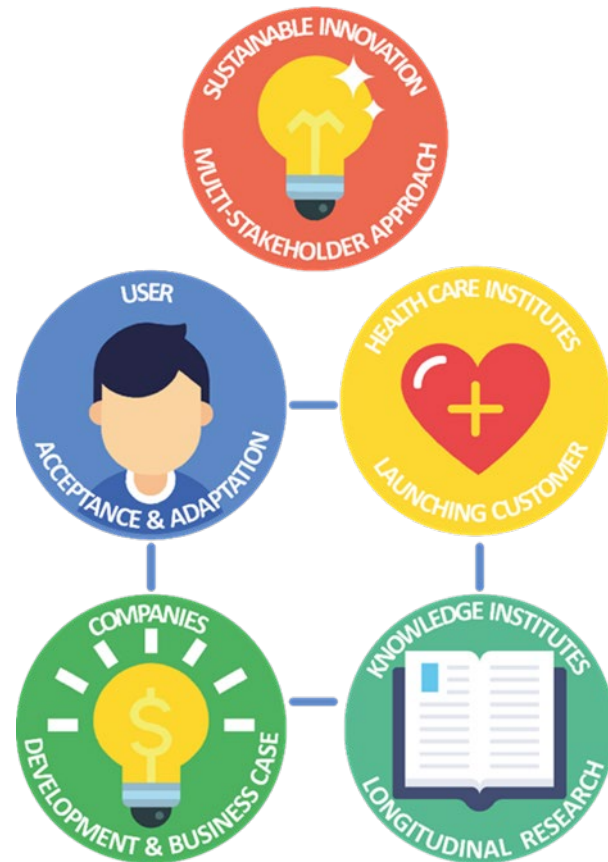 SUSTAINABLE INNOVATION
MULTI-STAKEHOLDER APPROACH
USER
ACCEPTANCE & ADAPTATION
HEALTH CARE INSTITUTES
LAUNCHING CUSTOMER
COMPANIES
$
DEVELOPMENT & BUSINESS CASE
KNOWLEDGE INSTITUTES
LONGITUDINAL RESEARCH